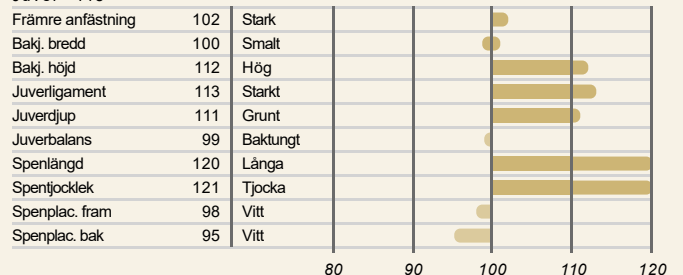 Främre anfästning 102 Stark
Bakj. bredd 100 Smalt
Bakj. höjd 112 Hög
Juverligament 113 Starkt
Juverdjup 111 Grunt
Juverbalans 99 Baktungt
Spenlängd 120 Långa
Spentjocklek 121 Tjocka
Spenplac. fram 98 Vitt
Spenplac. bak 95 Vitt
80 90 100 110 120